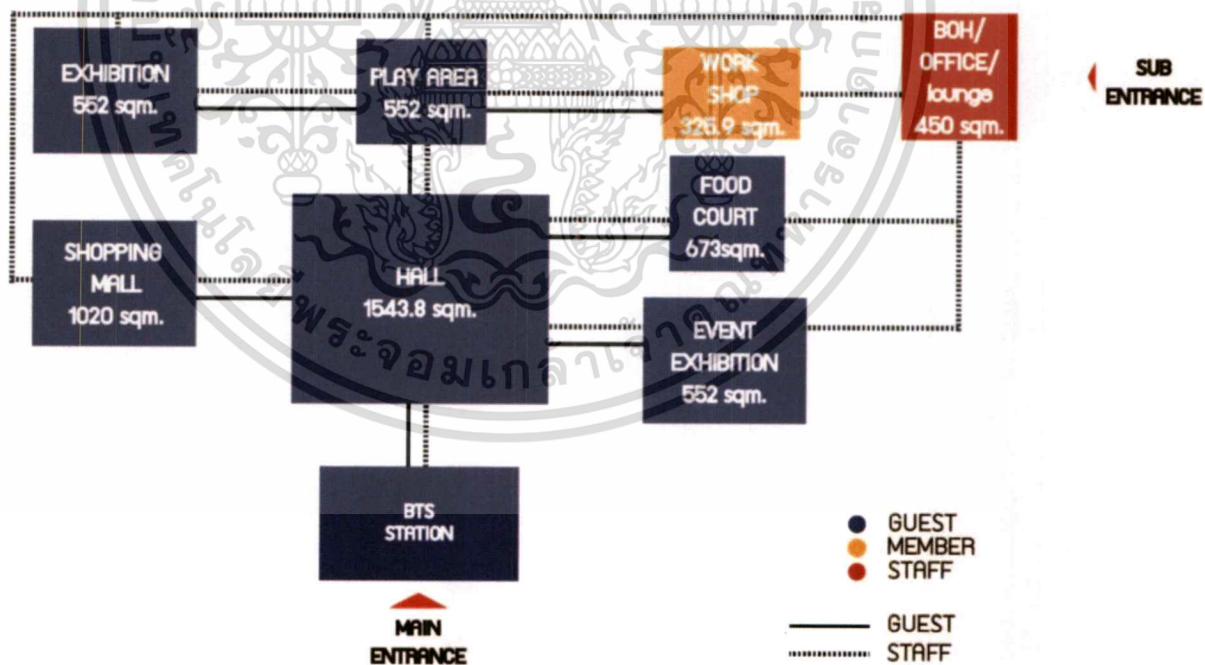 EXHIBITION
552 sqm.
PLAY AREA
552 sqm.
WORK
SHOP
325.9 sqm.
BOH/
OFFICE/
lounge
450 sqm.
SUB
ENTRANCE
SHOPPING
MALL
1020 sqm.
HALL
1543.8 sqm.
FOOD
COURT
673sqm.
EVENT
EXHIBITION
552 sqm.
BTS
STATION
MAIN
ENTRANCE
GUEST
MEMBER
STAFF
GUEST
STAFF